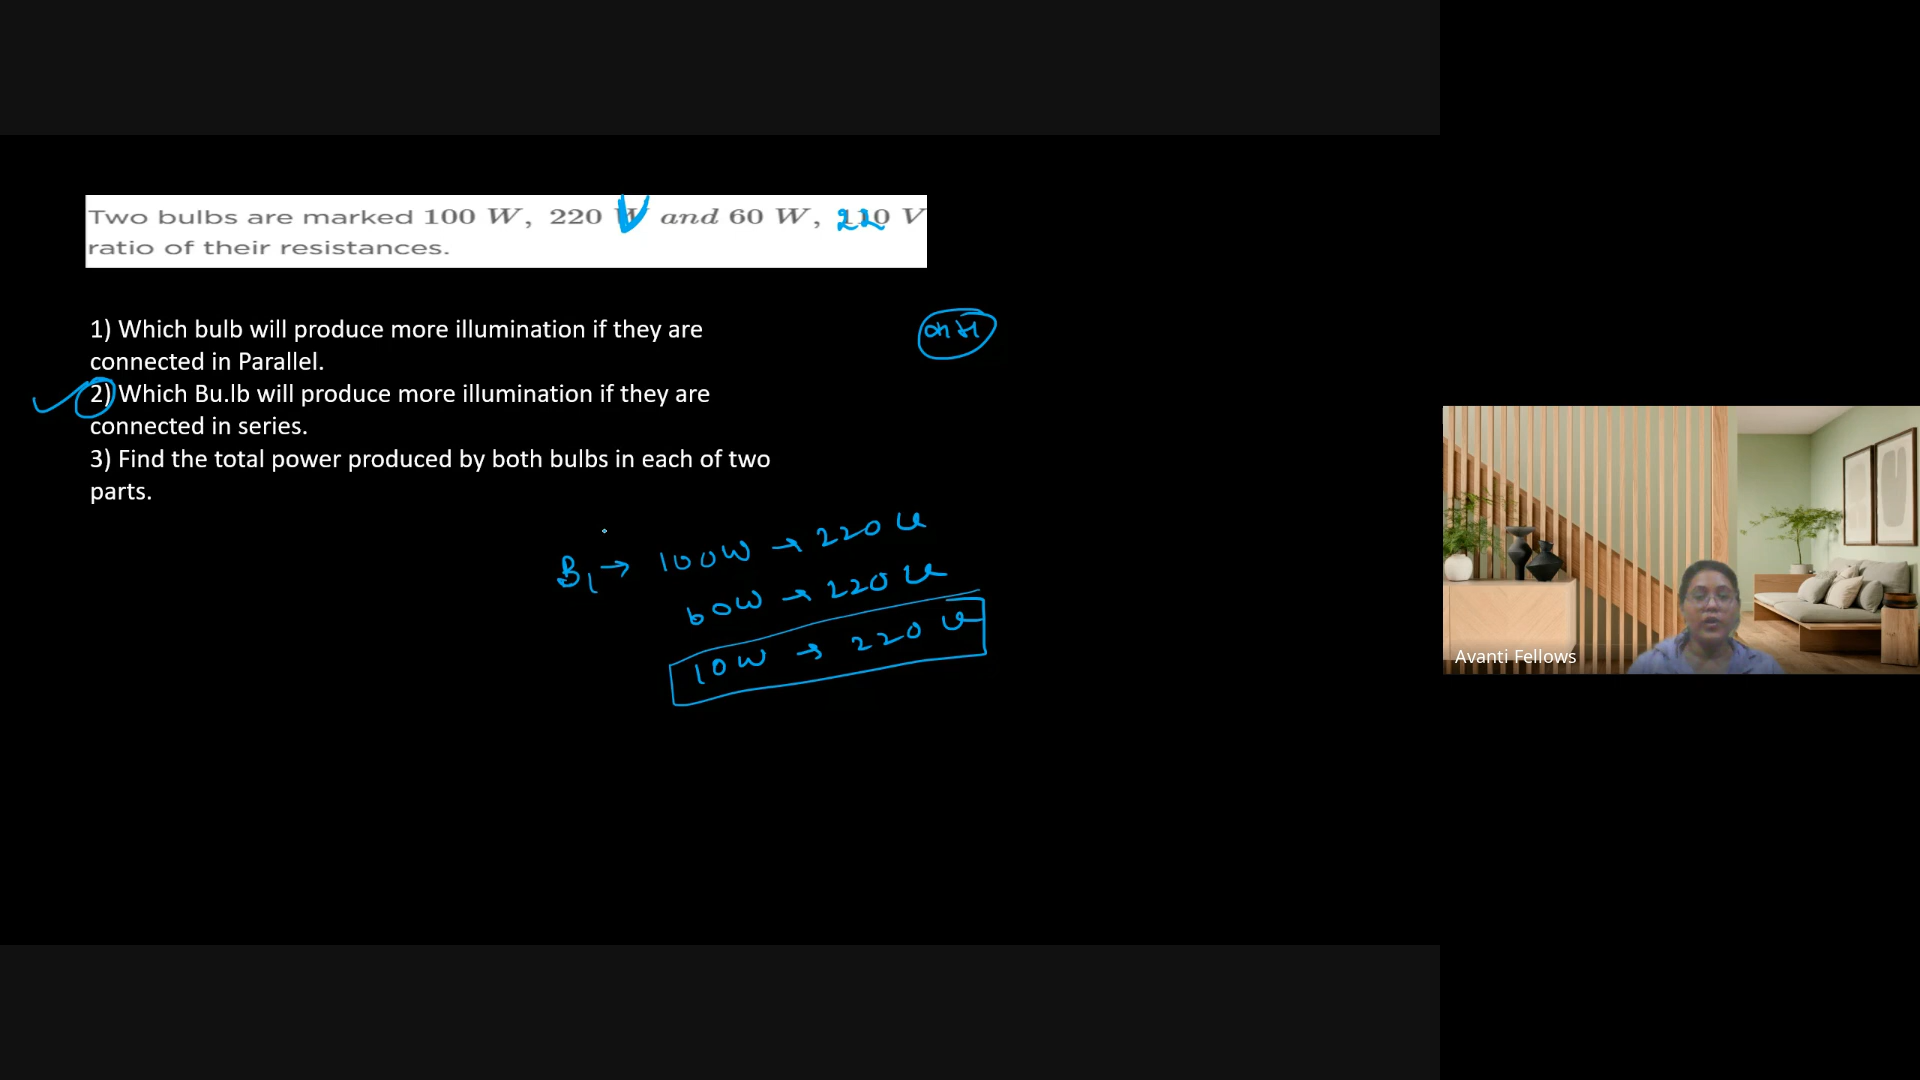 Two bulbs are marked 100 W, 220 V and 60 W, 220 V
ratio of their resistances.
1) Which bulb will produce more illumination if they are
connected in Parallel.
2) Which Bu.lb will produce more illumination if they are
connected in series.
3) Find the total power produced by both bulbs in each of two
parts.
B1 → 100W → 220 V
60W → 220 V
10W → 220 V
Avanti Fellows